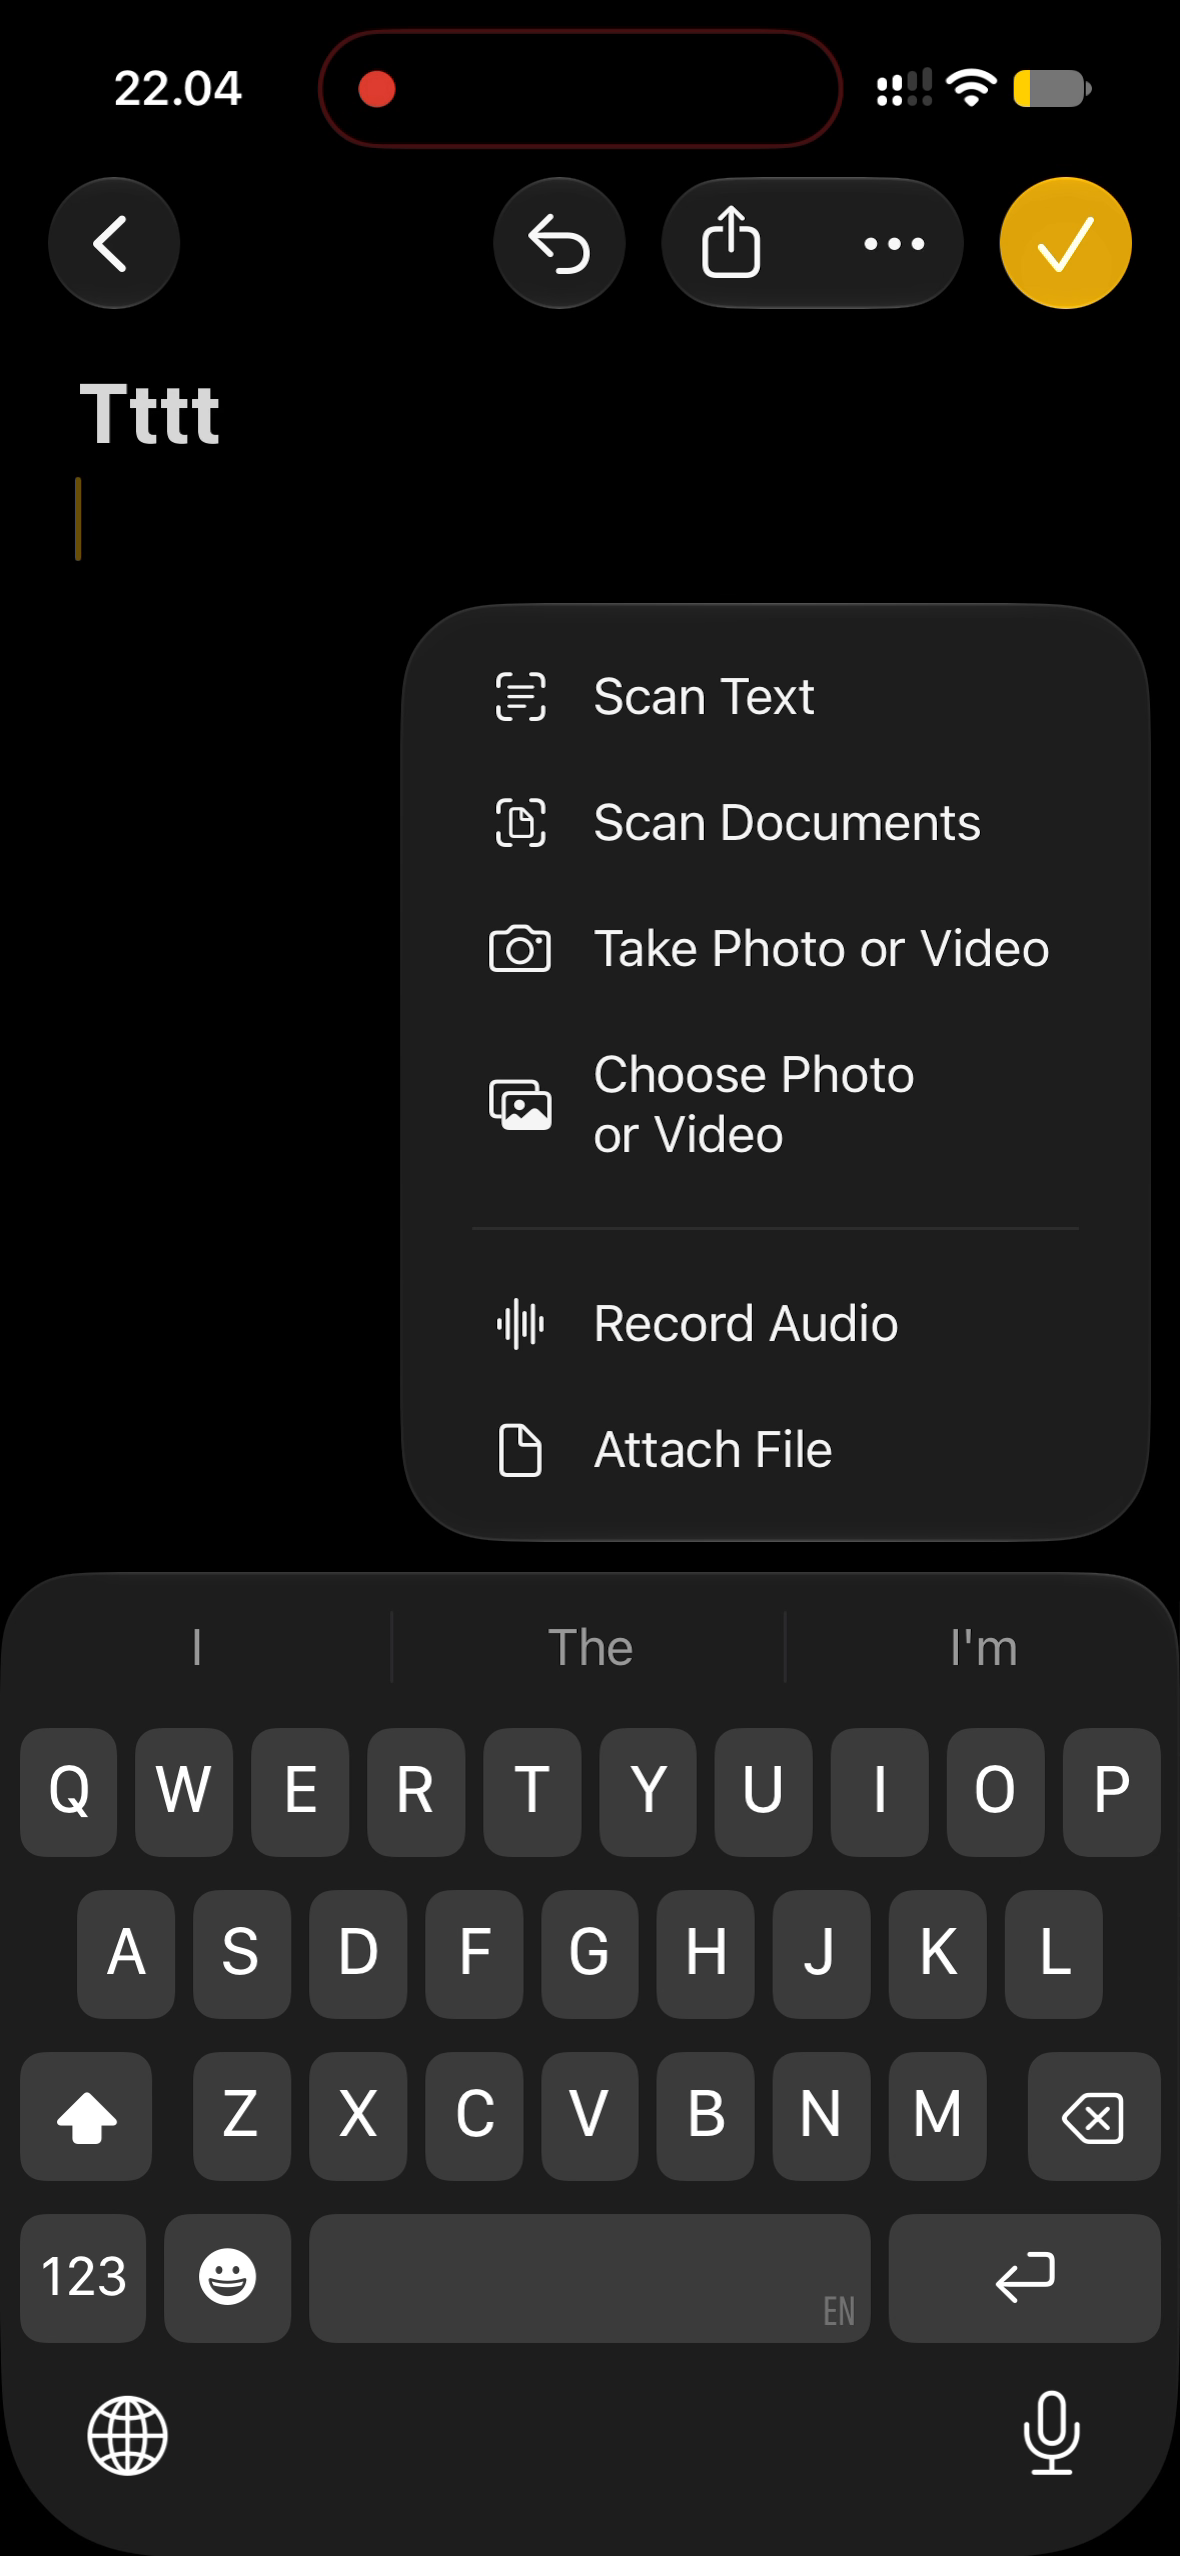 22.04
Tttt
Scan Text
Scan Documents
Take Photo or Video
Choose Photo
or Video
Record Audio
Attach File
I The I'm
Q W E R T Y U I O P
A S D F G H J K L
Z X C V B N M
123
EN